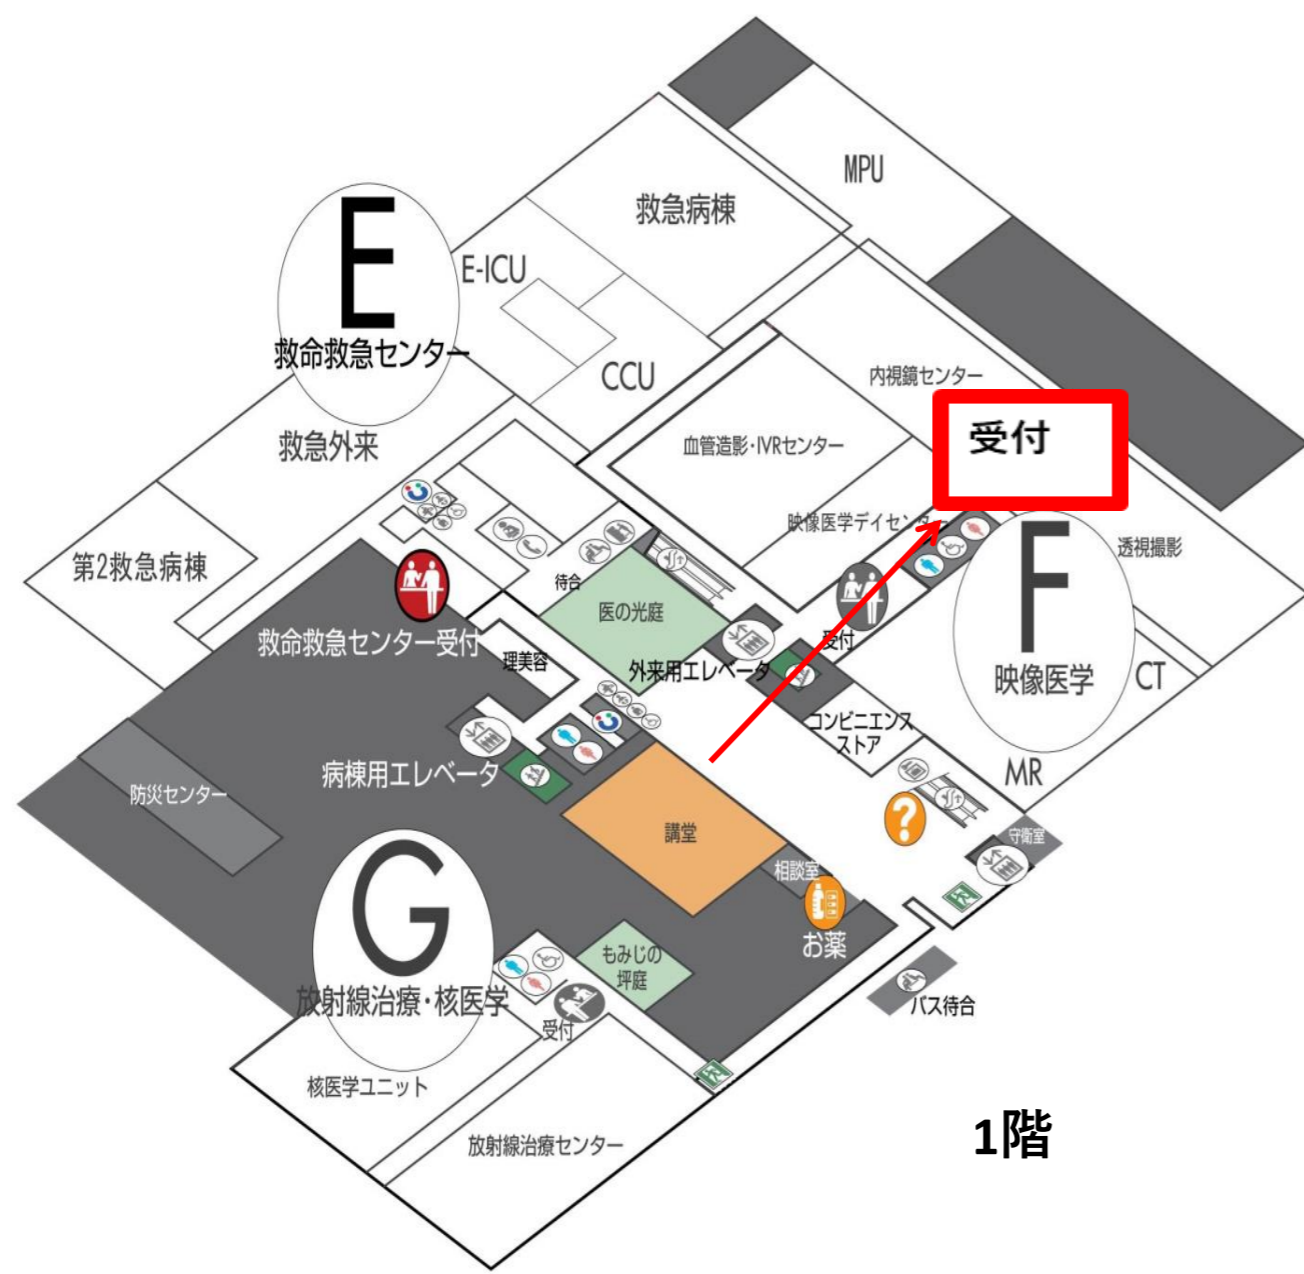 MPU
救急病棟
E
E-ICU
救命救急センター
CCU
内視鏡センター
受付
救急外来
血管造影・IVRセンター
映像医学デイセンター
F
透視撮影
第2救急病棟
待合
医の光庭
救命救急センター受付
理美容
外来用エレベータ
受付
映像医学
CT
コンビニエンス
ストア
病棟用エレベータ
MR
防災センター
講堂
?
守衛室
相談室
G
お薬
もみじの
坪庭
放射線治療・核医学
受付
バス待合
核医学ユニット
放射線治療センター
1階